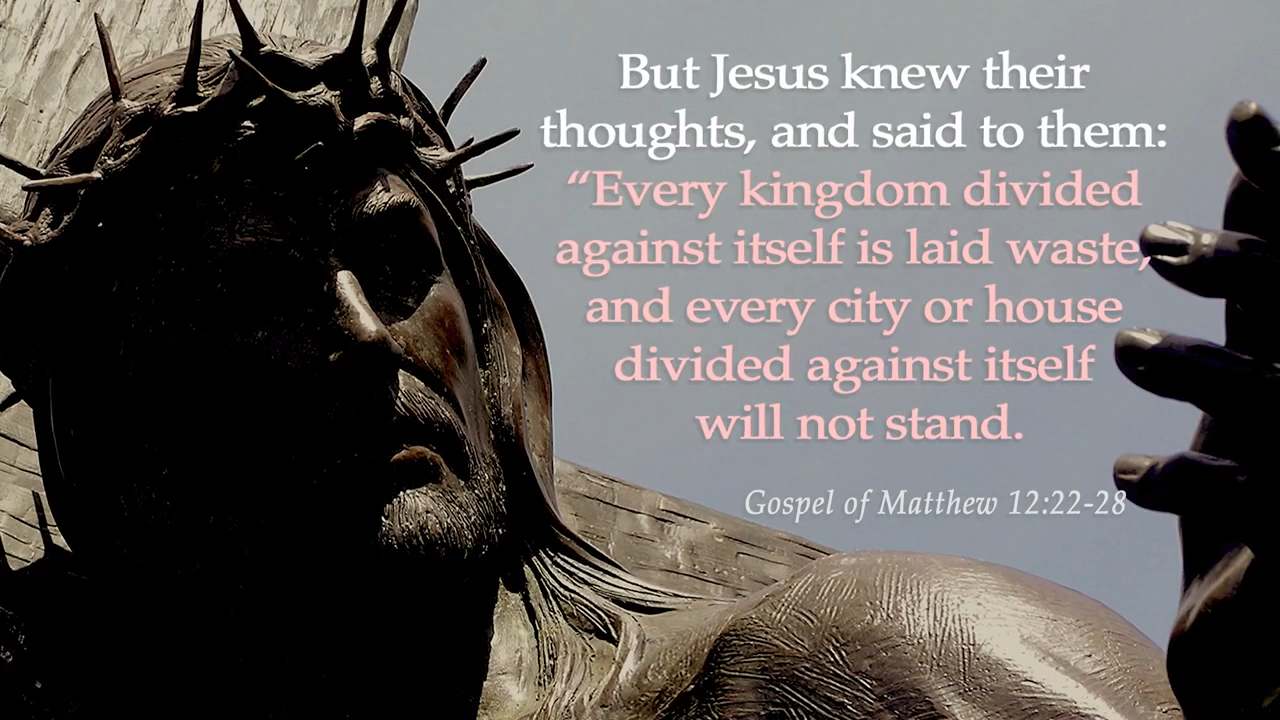 But Jesus knew their
thoughts, and said to them:
“Every kingdom divided
against itself is laid waste,
and every city or house
divided against itself
will not stand.
Gospel of Matthew 12:22-28